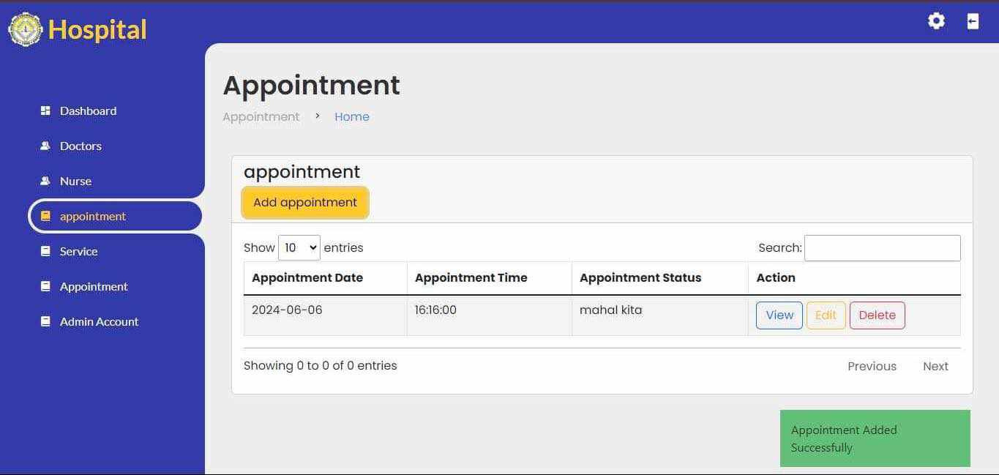 Hospital
Dashboard
Doctors
Nurse
appointment
Service
Appointment
Admin Account
Appointment
Appointment › Home
appointment
Add appointment
Show 10 entries
Search:
Appointment Date Appointment Time Appointment Status Action
2024-06-06 16:16:00 mahal kita View Edit Delete
Showing 0 to 0 of 0 entries
Previous Next
Appointment Added
Successfully